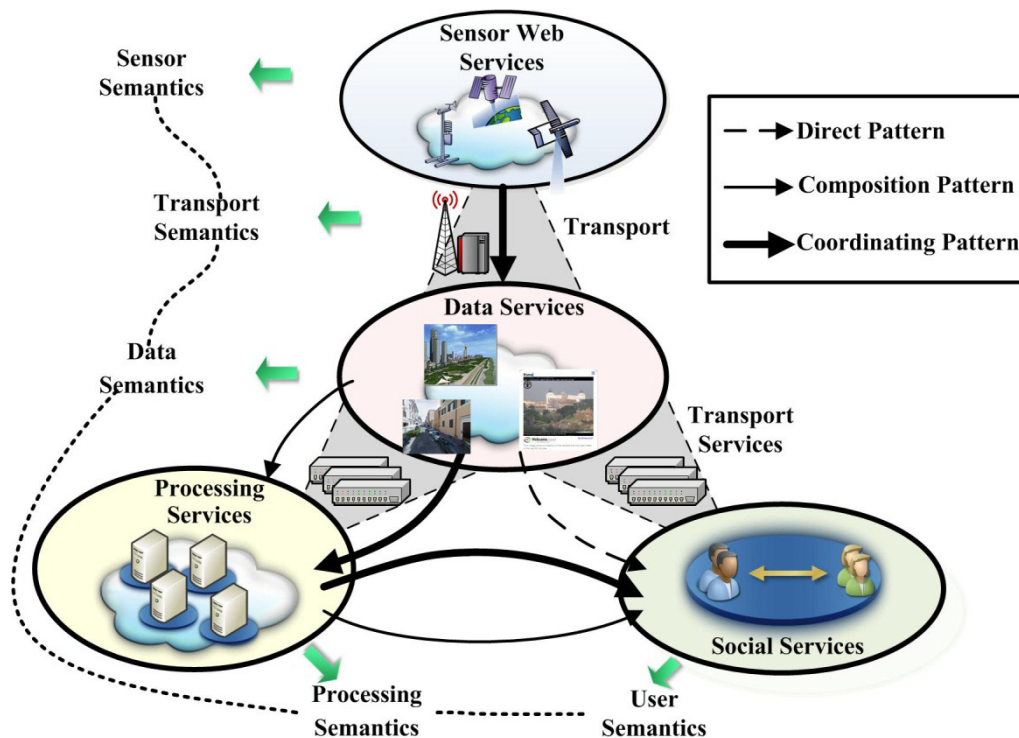 Sensor Web
Services
Sensor
Semantics
Direct Pattern
Composition Pattern
Coordinating Pattern
Transport
Semantics
Transport
Data Services
Data
Semantics
Transport
Services
Processing
Services
Social Services
Processing
Semantics
User
Semantics